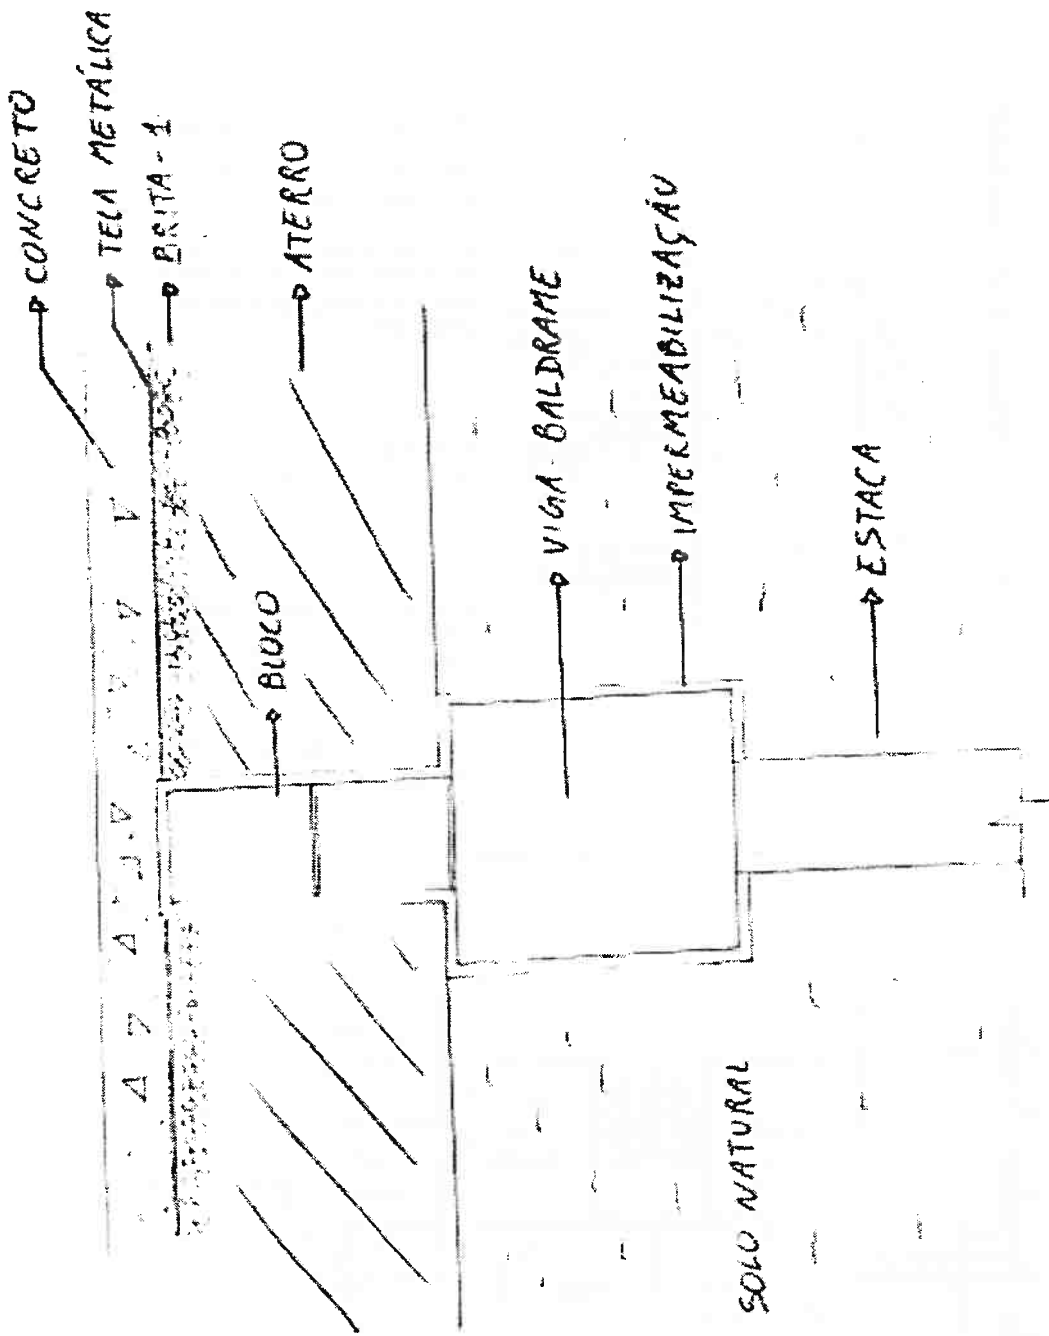 CONCRETO
TELA METÁLICA
BRITA-1
ATERRO
BLOCO
VIGA BALDRAME
IMPERMEABILIZAÇÃO
ESTACA
SOLO NATURAL